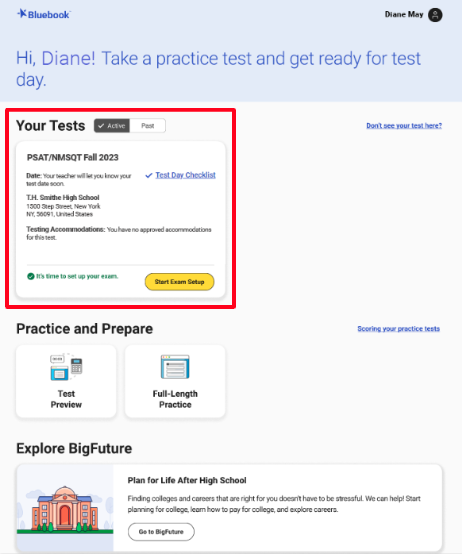 Bluebook
Diane May
Hi, Diane! Take a practice test and get ready for test
day.
Your Tests
Active
Past
Don't see your test here?
PSAT/NMSQT Fall 2023
Date: Your teacher will let you know your
test date soon.
Test Day Checklist
T.H. Smithe High School
1500 Step Street, New York
NY, 56091, United States
Testing Accommodations: You have no approved accommodations
for this test.
It's time to set up your exam.
Start Exam Setup
Practice and Prepare
Scoring your practice tests
Test
Preview
Full-Length
Practice
Explore BigFuture
Plan for Life After High School
Finding colleges and careers that are right for you doesn't have to be stressful. We can help! Start
planning for college, learn how to pay for college, and explore careers.
Go to BigFuture